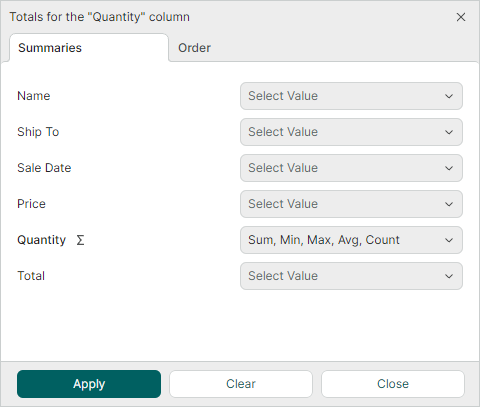 Totals for the "Quantity" column
Summaries Order
Name Select Value
Ship To Select Value
Sale Date Select Value
Price Select Value
Quantity Σ Sum, Min, Max, Avg, Count
Total Select Value
Apply Clear Close